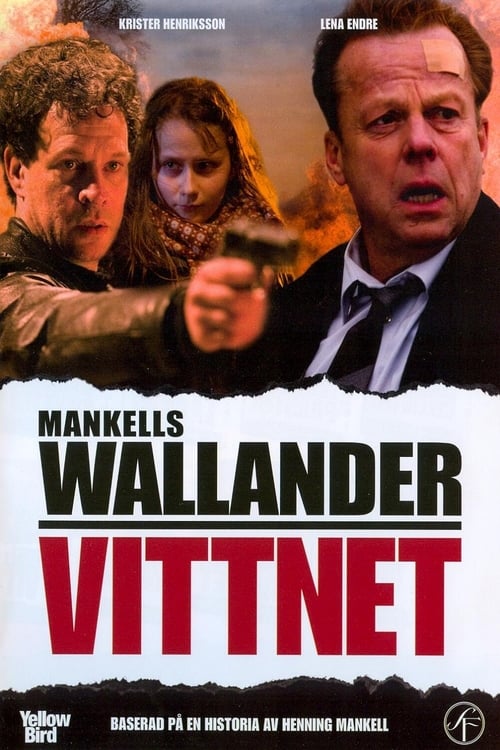 KRISTER HENRIKSSON LENA ENDRE
MANKELLS
WALLANDER
VITTNET
Yellow
Bird
BASERAD PÅ EN HISTORIA AV HENNING MANKELL
SF